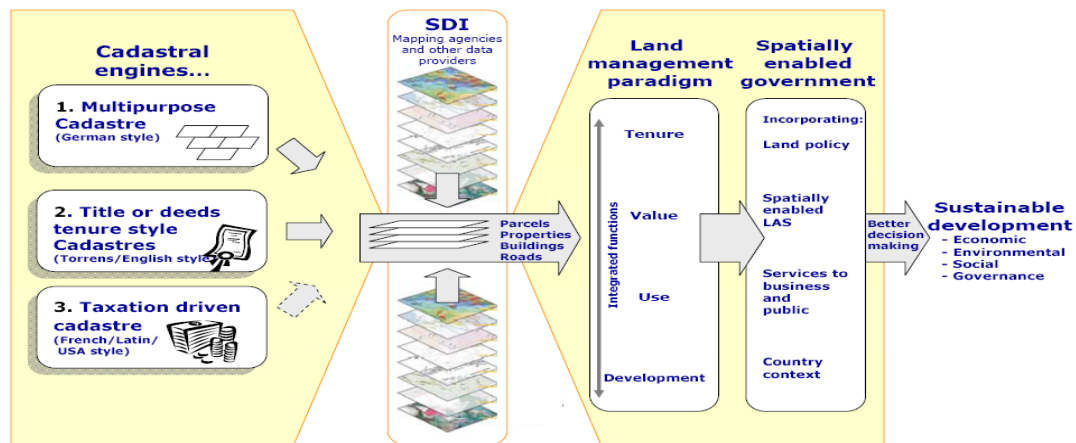 Cadastral
engines...
1. Multipurpose
Cadastre
(German style)
2. Title or deeds
tenure style
Cadastres
(Torrens/English style)
3. Taxation driven
cadastre
(French/Latin/
USA style)
SDI
Mapping agencies
and other data
providers
Parcels
Properties
Buildings
Roads
Land
management
paradigm
Integrated functions
Tenure
Value
Use
Development
Spatially
enabled
government
Incorporating:
Land policy
Spatially
enabled
LAS
Services to
business
and
public
Country
context
Better
decision
making
Sustainable
development
- Economic
- Environmental
- Social
- Governance